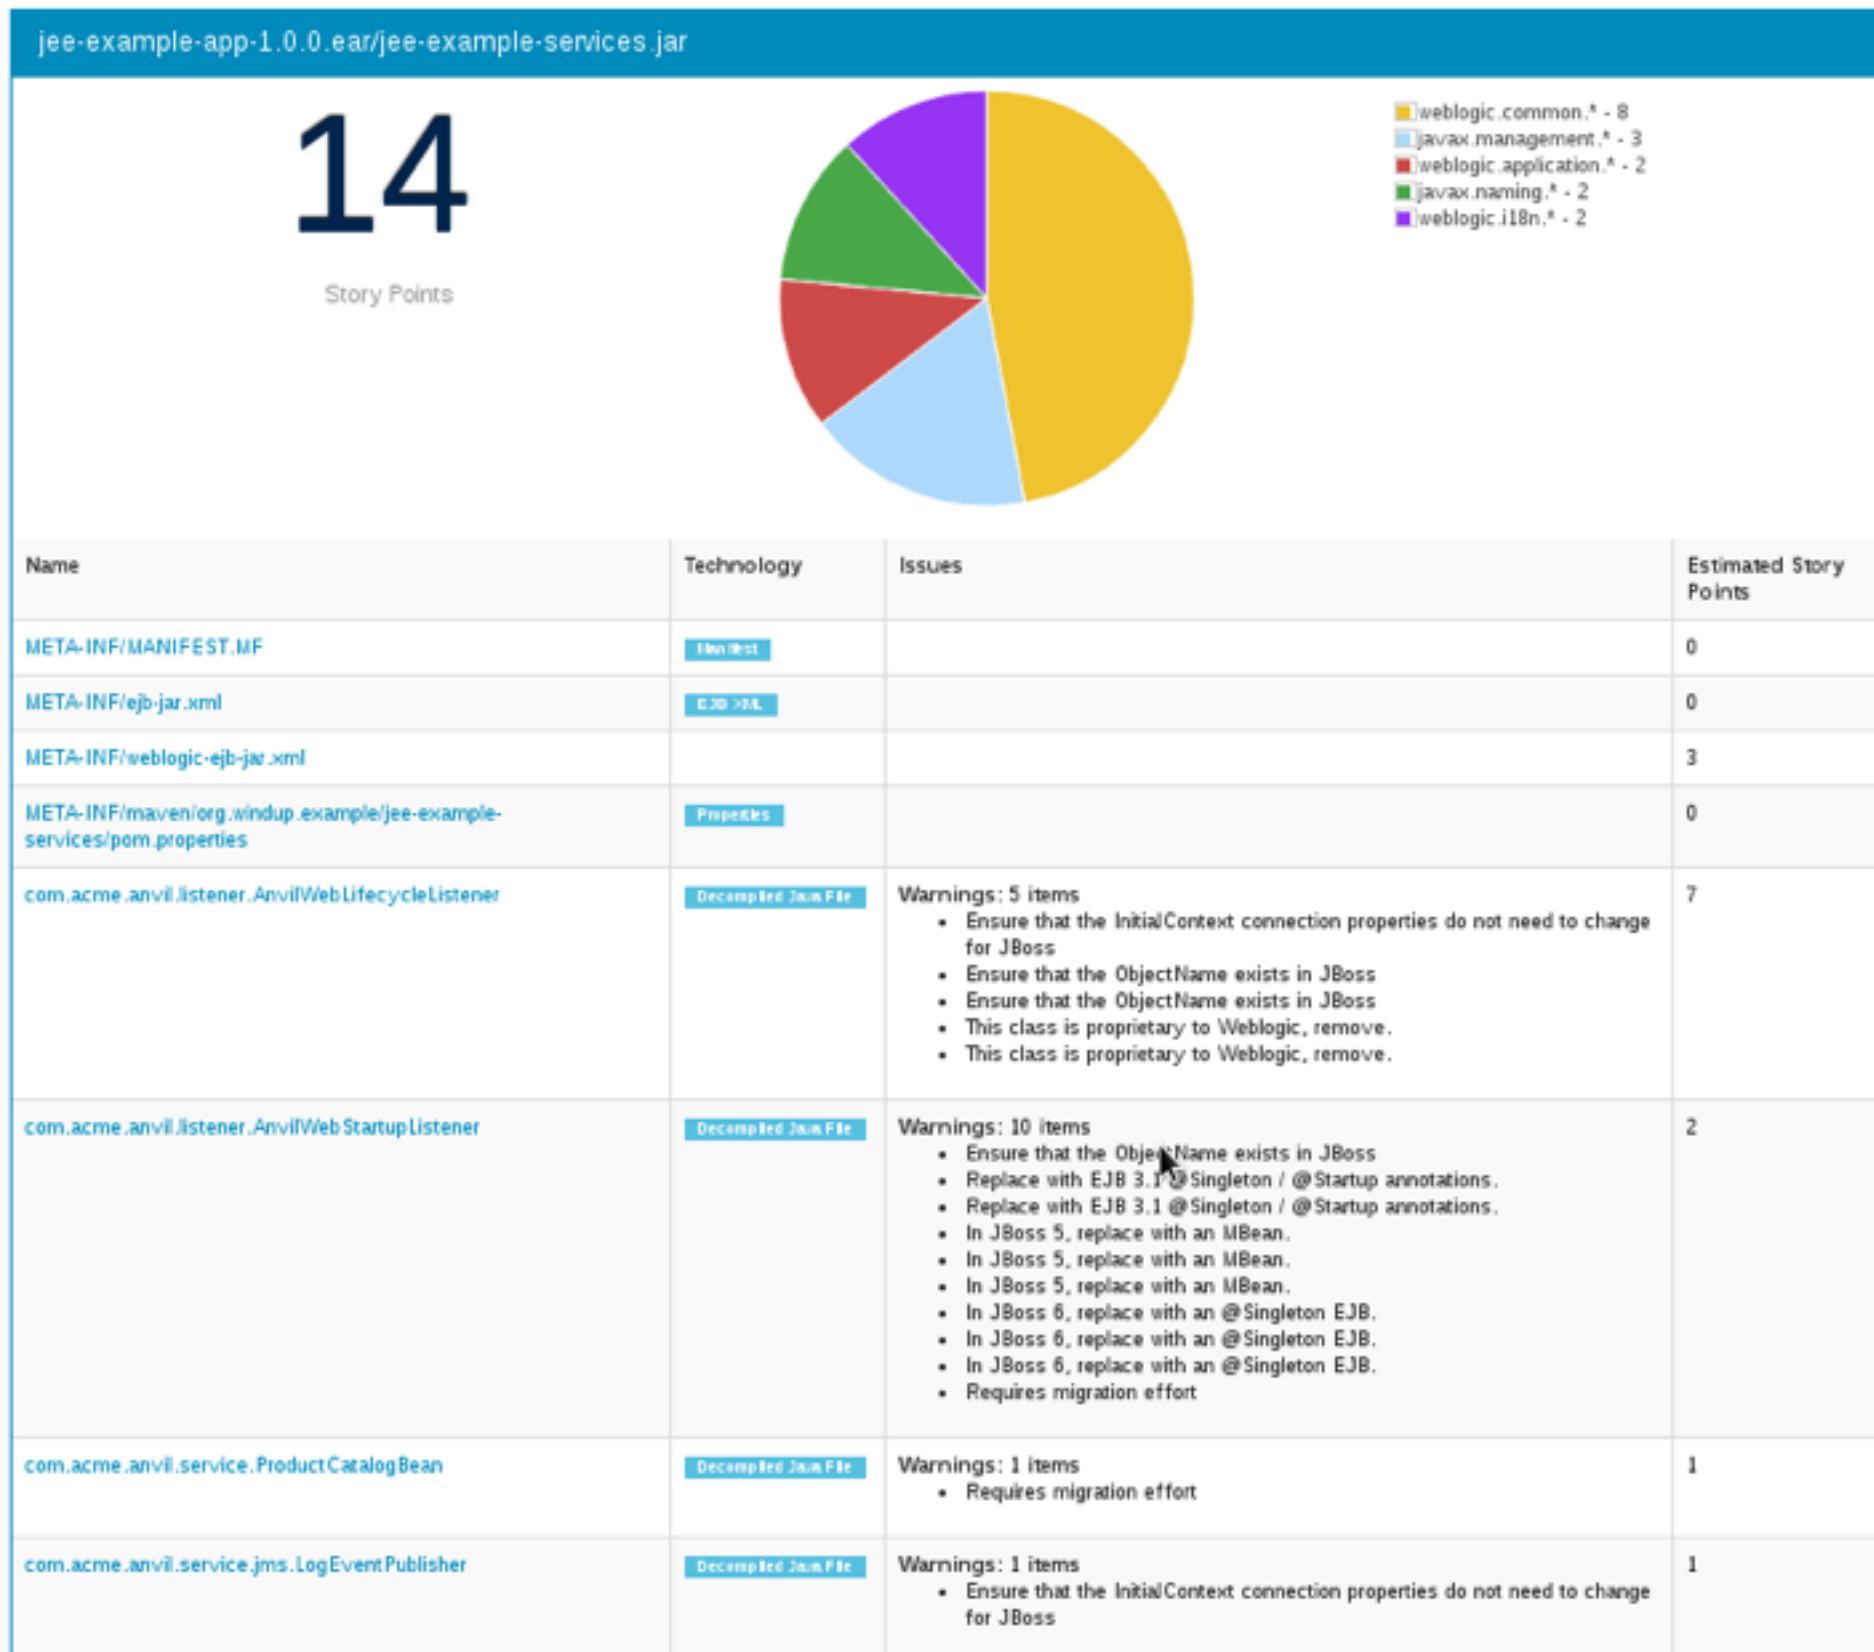 jee-example-app-1.0.0.ear/jee-example-services.jar
14
Story Points
weblogic.common.* - 8
javax.management.* - 3
weblogic.application.* - 2
javax.naming.* - 2
weblogic.i18n.* - 2
Name Technology Issues Estimated Story
Points
META-INF/MANIFEST.MF Manifest 0
META-INF/ejb-jar.xml EJB XML 0
META-INF/weblogic-ejb-jar.xml 3
META-INF/maven/org.windup.example/jee-example- Properties 0
services/pom.properties
com.acme.anvil.listener.AnvilWebLifecycleListener Decompiled Java File Warnings: 5 items 7
• Ensure that the InitialContext connection properties do not need to change
for JBoss
• Ensure that the ObjectName exists in JBoss
• Ensure that the ObjectName exists in JBoss
• This class is proprietary to Weblogic, remove.
• This class is proprietary to Weblogic, remove.
com.acme.anvil.listener.AnvilWebStartupListener Decompiled Java File Warnings: 10 items 2
• Ensure that the ObjectName exists in JBoss
• Replace with EJB 3.1 @Singleton / @Startup annotations.
• Replace with EJB 3.1 @Singleton / @Startup annotations.
• In JBoss 5, replace with an MBean.
• In JBoss 5, replace with an MBean.
• In JBoss 5, replace with an MBean.
• In JBoss 6, replace with an @Singleton EJB.
• In JBoss 6, replace with an @Singleton EJB.
• In JBoss 6, replace with an @Singleton EJB.
• Requires migration effort
com.acme.anvil.service.ProductCatalogBean Decompiled Java File Warnings: 1 items 1
• Requires migration effort
com.acme.anvil.service.jms.LogEventPublisher Decompiled Java File Warnings: 1 items 1
• Ensure that the InitialContext connection properties do not need to change
for JBoss